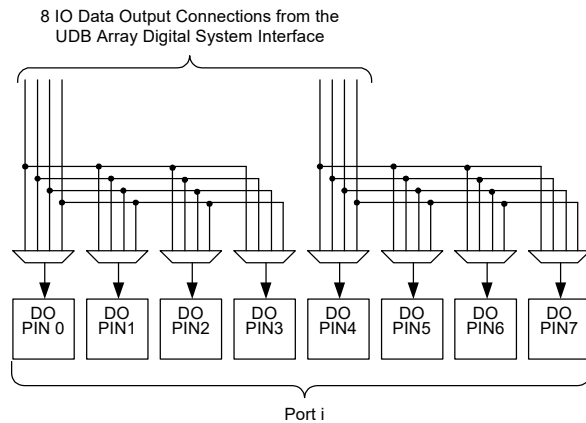 8 IO Data Output Connections from the
UDB Array Digital System Interface
DO
PIN 0
DO
PIN1
DO
PIN2
DO
PIN3
DO
PIN4
DO
PIN5
DO
PIN6
DO
PIN7
Port i